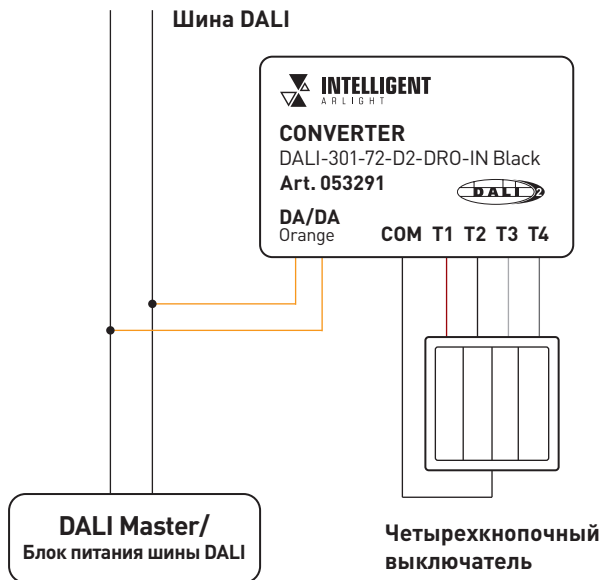 Шина DALI
INTELLIGENT
ARLIGHT
CONVERTER
DALI-301-72-D2-DRO-IN Black
Art. 053291
DALI 2
DA/DA
Orange
COM T1 T2 T3 T4
DALI Master/
Блок питания шины DALI
Четырехкнопочный
выключатель